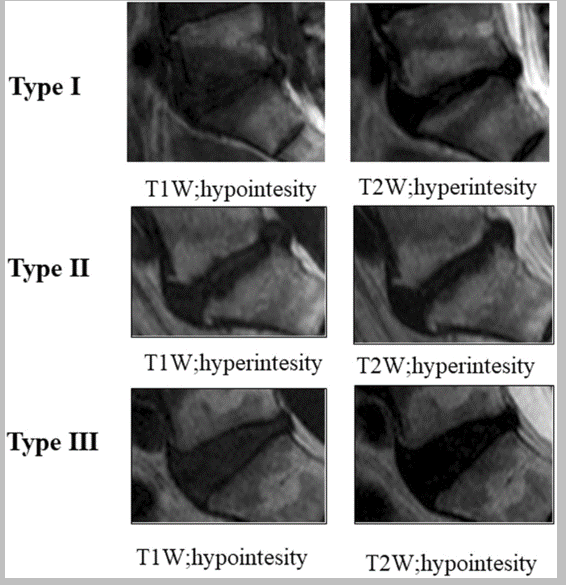 Type I
T1W;hypointesity
T2W;hyperintesity
Type II
T1W;hyperintesity
T2W;hyperintesity
Type III
T1W;hypointesity
T2W;hypointesity